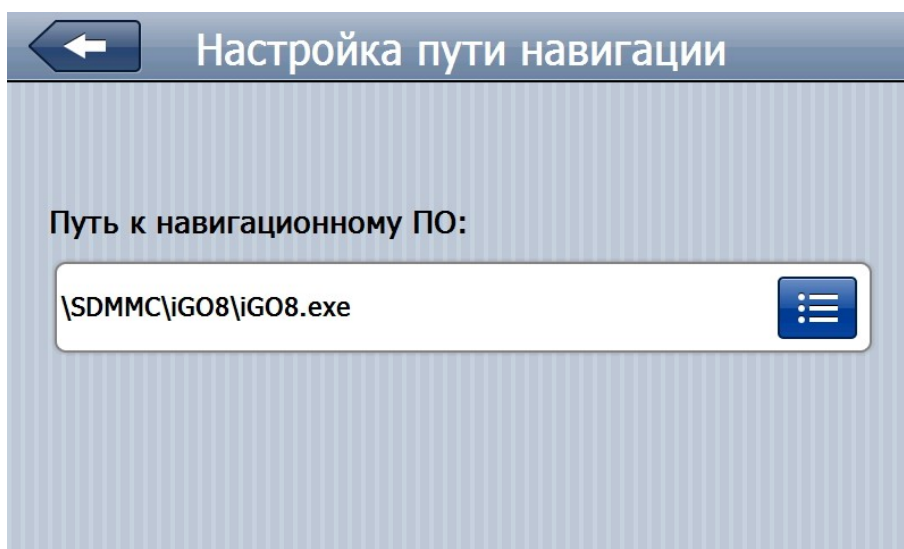 Настройка пути навигации
Путь к навигационному ПО:
\SDMMC\iGO8\iGO8.exe